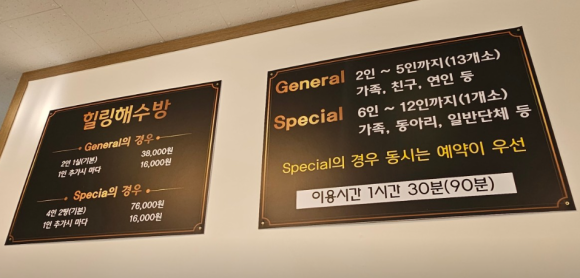 힐링해수방
General의 경우
2인 1실(기본) 38,000원
1인 추가시 마다 16,000원
Specia의 경우
4인 2평(기본) 76,000원
1인 추가시 마다 16,000원
General 2인 ~ 5인까지(13개소)
가족, 친구, 연인 등
Special 6인 ~ 12인까지(1개소)
가족, 동아리, 일반단체 등
Special의 경우 동시는 예약이 우선
이용시간 1시간 30분(90분)